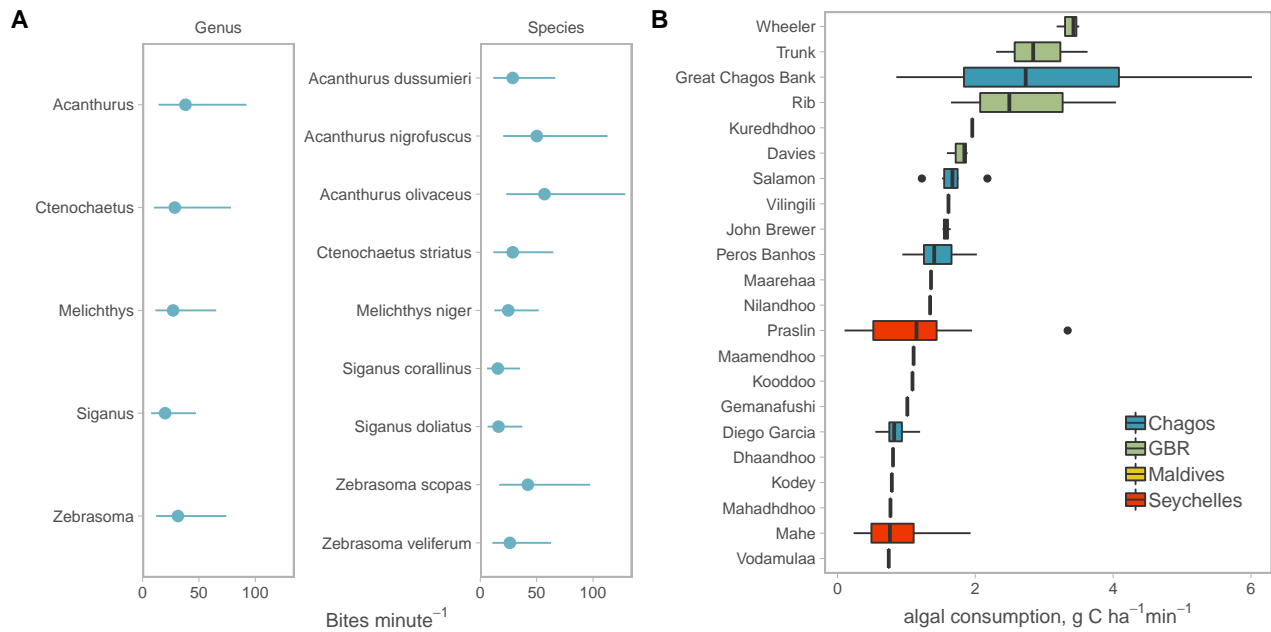 A
Genus
Acanthurus
Ctenochaetus
Melichthys
Siganus
Zebrasoma
0
50
100
Species
Acanthurus dussumieri
Acanthurus nigrofuscus
Acanthurus olivaceus
Ctenochaetus striatus
Melichthys niger
Siganus corallinus
Siganus doliatus
Zebrasoma scopas
Zebrasoma veliferum
0
50
100
Bites minute⁻¹
B
Wheeler
Trunk
Great Chagos Bank
Rib
Kuredhdhoo
Davies
Salamon
Vilingili
John Brewer
Peros Banhos
Maarehaa
Nilandhoo
Praslin
Maamendhoo
Kooddoo
Gemanafushi
Diego Garcia
Dhaandhoo
Kodey
Mahadhdhoo
Mahe
Vodamulaa
Chagos
GBR
Maldives
Seychelles
0
2
4
6
algal consumption, g C ha⁻¹min⁻¹